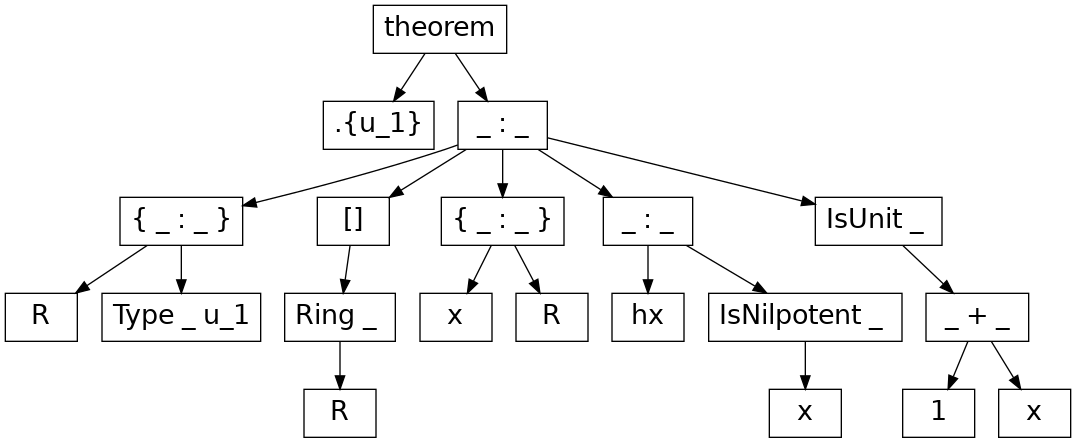 theorem
.{u_1}
_ : _
{ _ : _ }
[]
{ _ : _ }
_ : _
IsUnit _
R
Type _ u_1
Ring _
x
R
hx
IsNilpotent _
_ + _
R
x
1
x